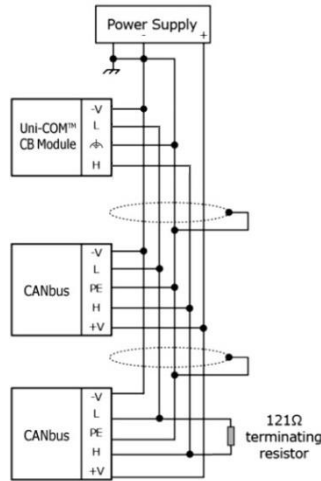 Power Supply
- +
Uni-COM™
CB Module
-V
L
H
CANbus
-V
L
PE
H
+V
CANbus
-V
L
PE
H
+V
121Ω
terminating
resistor